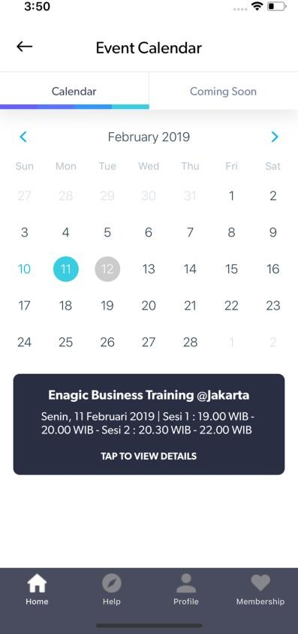 3:50
Event Calendar
Calendar Coming Soon
February 2019
Sun Mon Tue Wed Thu Fri Sat
27 28 29 30 31 1 2
3 4 5 6 7 8 9
10 11 12 13 14 15 16
17 18 19 20 21 22 23
24 25 26 27 28 1 2
Enagic Business Training @Jakarta
Senin, 11 Februari 2019 | Sesi 1 : 19.00 WIB -
20.00 WIB - Sesi 2 : 20.30 WIB - 22.00 WIB
TAP TO VIEW DETAILS
Home Help Profile Membership